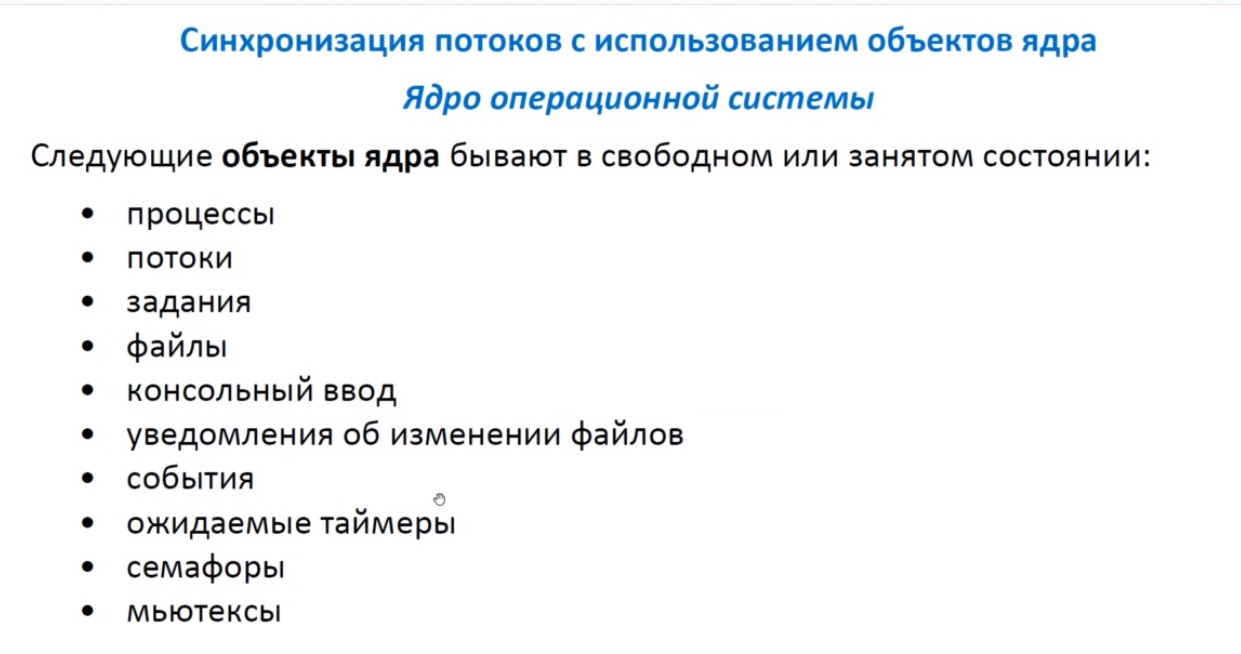 Синхронизация потоков с использованием объектов ядра
Ядро операционной системы
Следующие объекты ядра бывают в свободном или занятом состоянии:
• процессы
• потоки
• задания
• файлы
• консольный ввод
• уведомления об изменении файлов
• события
• ожидаемые таймеры
• семафоры
• мьютексы